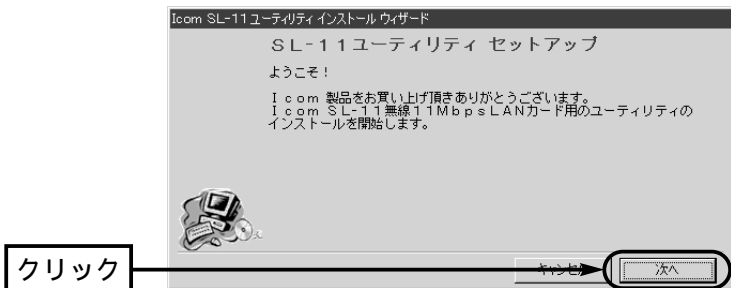 Icom SL-11 ユーティリティ インストール ウィザード
SL-11ユーティリティ セットアップ
ようこそ！
Ｉｃｏｍ 製品をお買い上げ頂きありがとうございます。
Ｉｃｏｍ ＳＬ－１１無線１１ＭｂｐｓＬＡＮカード用のユーティリティの
インストールを開始します。
クリック
キャンセル
次へ